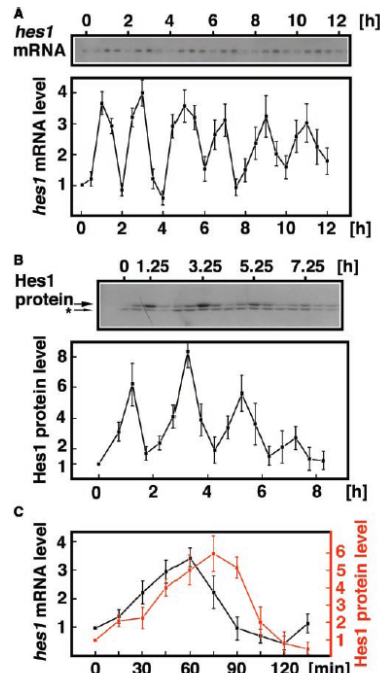 A
hes1
mRNA
0 2 4 6 8 10 12 [h]
hes1 mRNA level
4
3
2
1
0 2 4 6 8 10 12 [h]
B
0 1.25 3.25 5.25 7.25 [h]
Hes1
protein
*
Hes1 protein level
8
6
4
2
1
0 2 4 6 8 [h]
C
hes1 mRNA level
4
3
2
1
Hes1 protein level
6
5
4
3
2
1
0 30 60 90 120 [min]